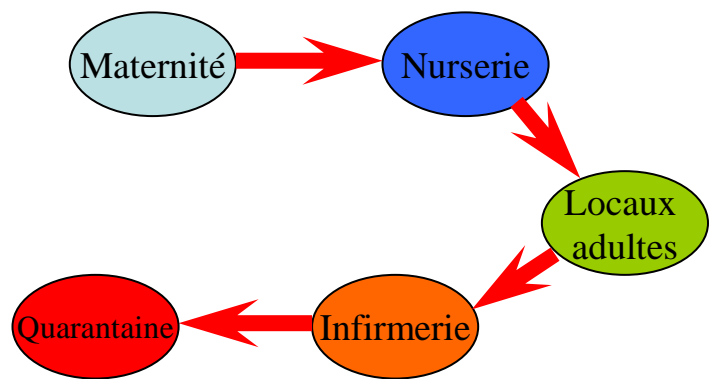 Maternité
Nurserie
Locaux
adultes
Infirmerie
Quarantaine